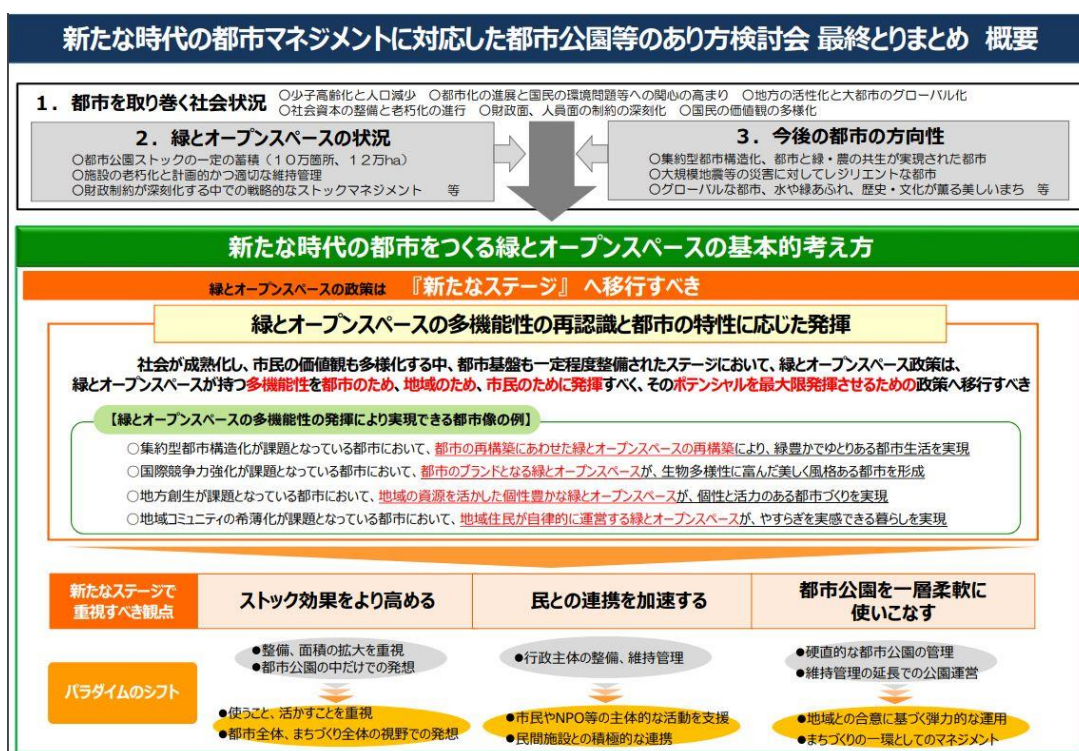 新たな時代の都市マネジメントに対応した都市公園等のあり方検討会 最終とりまとめ 概要
1．都市を取り巻く社会状況
○少子高齢化と人口減少 ○都市化の進展と国民の環境問題等への関心の高まり ○地方の活性化と大都市のグローバル化
○社会資本の整備と老朽化の進行 ○財政面、人員面の制約の深刻化 ○国民の価値観の多様化
2．緑とオープンスペースの状況
○都市公園ストックの一定の蓄積（１０万箇所、１２万ha）
○施設の老朽化と計画的かつ適切な維持管理
○財政制約が深刻化する中での戦略的なストックマネジメント 等
3．今後の都市の方向性
○集約型都市構造化、都市と緑・農の共生が実現された都市
○大規模地震等の災害に対してレジリエントな都市
○グローバルな都市、水や緑あふれ、歴史・文化が薫る美しいまち 等
新たな時代の都市をつくる緑とオープンスペースの基本的考え方
緑とオープンスペースの政策は 『新たなステージ』 へ移行すべき
緑とオープンスペースの多機能性の再認識と都市の特性に応じた発揮
社会が成熟化し、市民の価値観も多様化する中、都市基盤も一定程度整備されたステージにおいて、緑とオープンスペース政策は、
緑とオープンスペースが持つ多機能性を都市のため、地域のため、市民のために発揮すべく、そのポテンシャルを最大限発揮させるための政策へ移行すべき
【緑とオープンスペースの多機能性の発揮により実現できる都市像の例】
○集約型都市構造化が課題となっている都市において、都市の再構築にあわせた緑とオープンスペースの再構築により、緑豊かでゆとりある都市生活を実現
○国際競争力強化が課題となっている都市において、都市のブランドとなる緑とオープンスペースが、生物多様性に富んだ美しく風格ある都市を形成
○地方創生が課題となっている都市において、地域の資源を活かした個性豊かな緑とオープンスペースが、個性と活力のある都市づくりを実現
○地域コミュニティの希薄化が課題となっている都市において、地域住民が自律的に運営する緑とオープンスペースが、やすらぎを実感できる暮らしを実現
新たなステージで
重視すべき観点
ストック効果をより高める
民との連携を加速する
都市公園を一層柔軟に
使いこなす
パラダイムのシフト
●整備、面積の拡大を重視
●都市公園の中だけでの発想
●使うこと、活かすことを重視
●都市全体、まちづくり全体の視野での発想
●行政主体の整備、維持管理
●市民やNPO等の主体的な活動を支援
●民間施設との積極的な連携
●硬直的な都市公園の管理
●維持管理の延長での公園運営
●地域との合意に基づく弾力的な運用
●まちづくりの一環としてのマネジメント